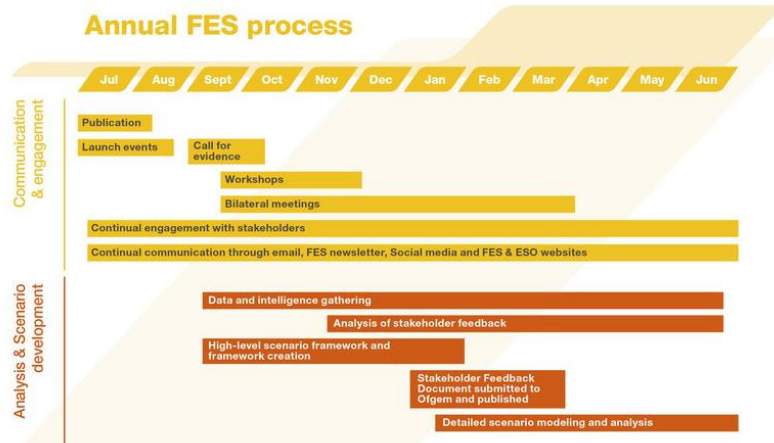 Annual FES process
Jul Aug Sept Oct Nov Dec Jan Feb Mar Apr May Jun
Communication
& engagement
Publication
Launch events
Call for
evidence
Workshops
Bilateral meetings
Continual engagement with stakeholders
Continual communication through email, FES newsletter, Social media and FES & ESO websites
Analysis & Scenario
development
Data and intelligence gathering
Analysis of stakeholder feedback
High-level scenario framework and
framework creation
Stakeholder Feedback
Document submitted to
Ofgem and published
Detailed scenario modeling and analysis